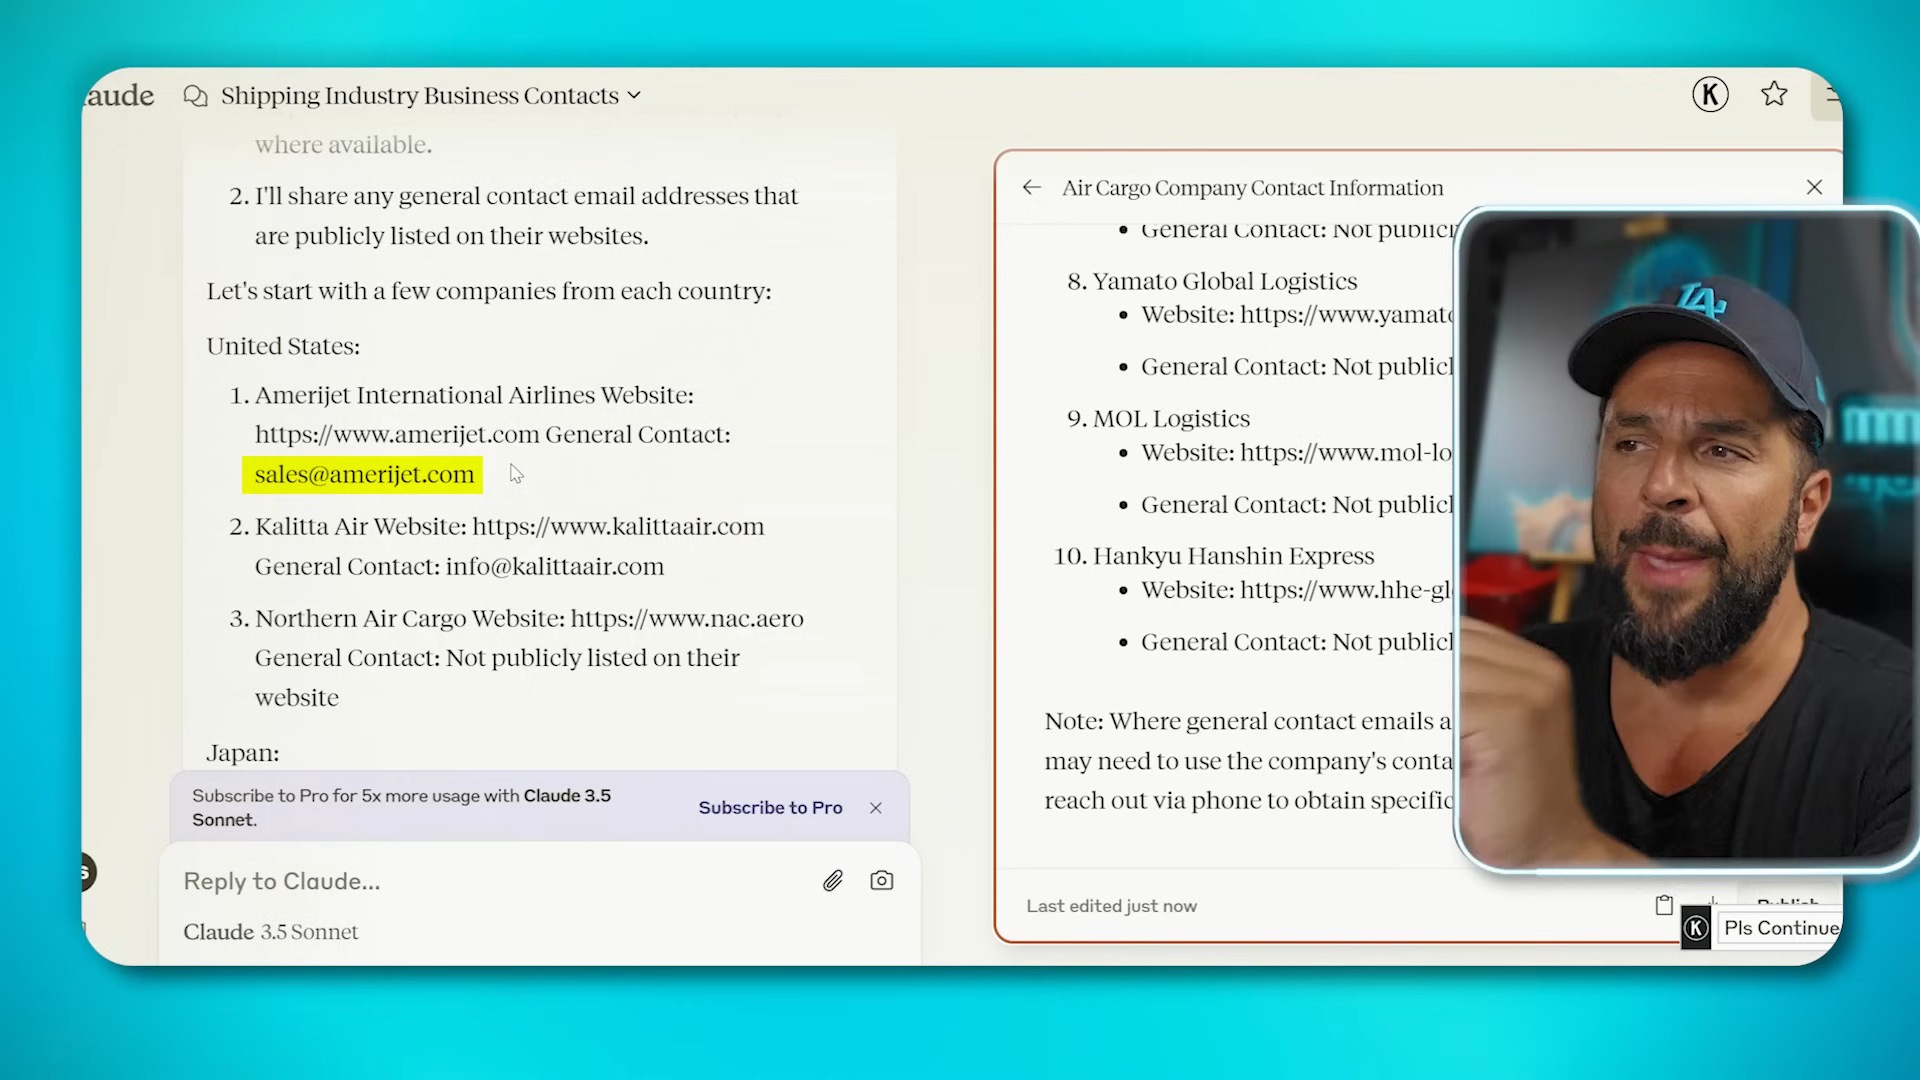 Claude
Shipping Industry Business Contacts
K
where available.
2. I'll share any general contact email addresses that
are publicly listed on their websites.
Let's start with a few companies from each country:
United States:
1. Amerijet International Airlines Website:
https://www.amerijet.com General Contact:
sales@amerijet.com
2. Kalitta Air Website: https://www.kalittaair.com
General Contact: info@kalittaair.com
3. Northern Air Cargo Website: https://www.nac.aero
General Contact: Not publicly listed on their
website
Japan:
Subscribe to Pro for 5x more usage with Claude 3.5
Sonnet.
Subscribe to Pro
Reply to Claude...
Claude 3.5 Sonnet
Air Cargo Company Contact Information
• General Contact: Not publicl
8. Yamato Global Logistics
• Website: https://www.yamato
• General Contact: Not publicl
9. MOL Logistics
• Website: https://www.mol-lo
• General Contact: Not publicl
10. Hankyu Hanshin Express
• Website: https://www.hhe-gl
• General Contact: Not publicl
Note: Where general contact emails a
may need to use the company's conta
reach out via phone to obtain specific
Last edited just now
Publish
K
Pls Continue
LA